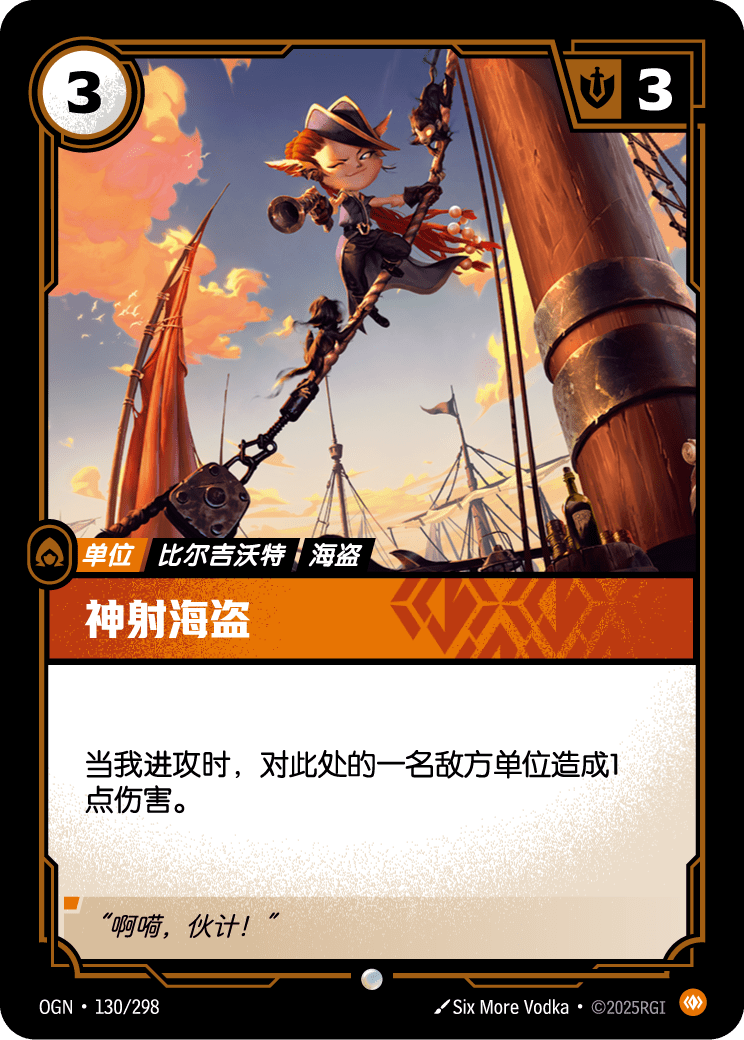 3
3
单位 比尔吉沃特 海盗
神射海盗
当我进攻时，对此处的一名敌方单位造成1
点伤害。
“啊嗬，伙计！”
OGN • 130/298
Six More Vodka • ©2025RGI